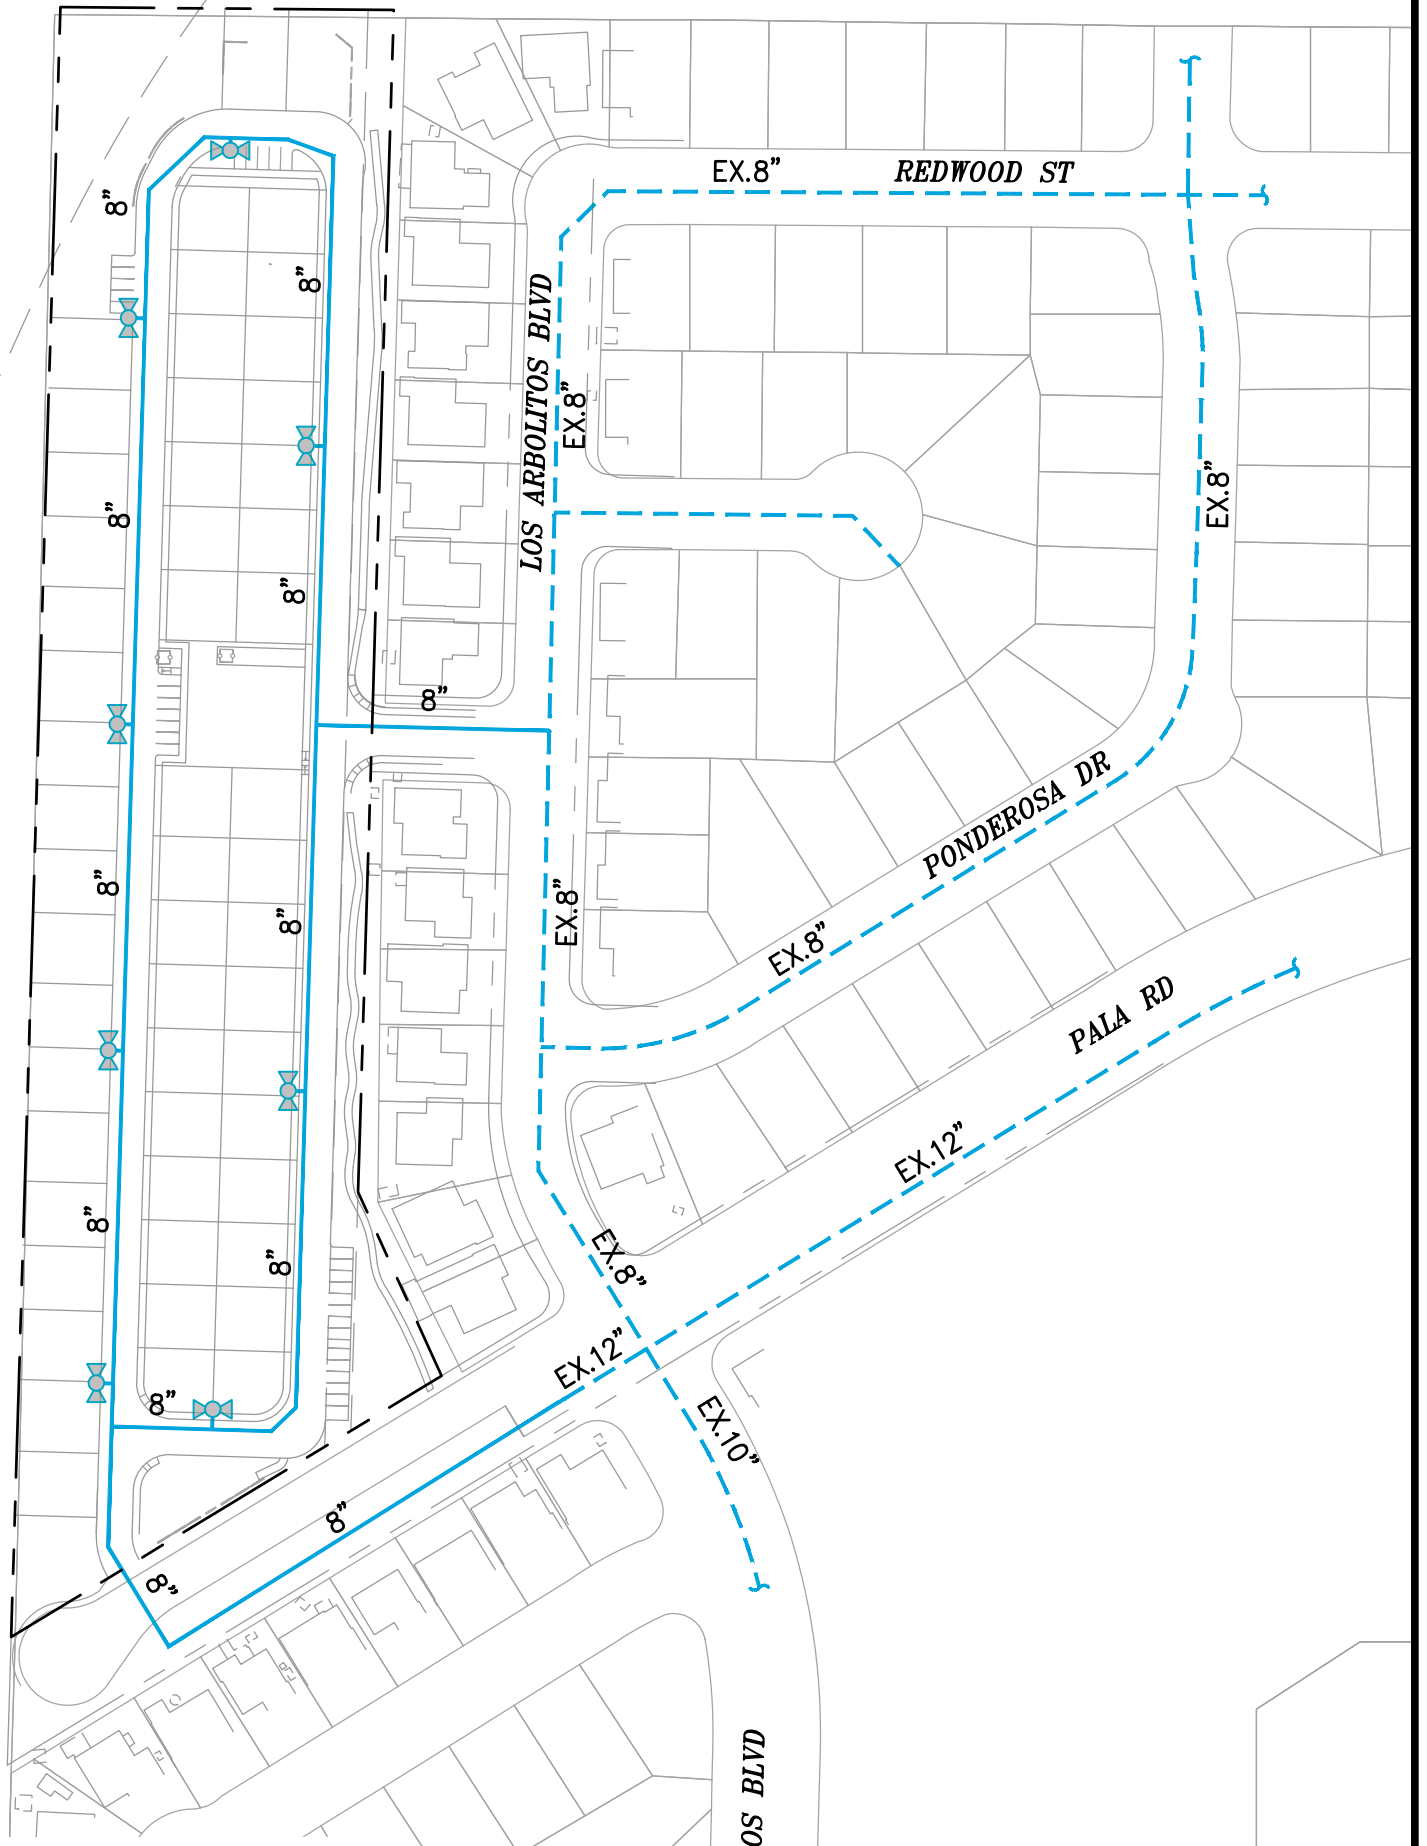 EX.8”
REDWOOD ST
8”
8”
LOS ARBOLITOS BLVD
EX.8”
EX.8”
8”
8”
8”
PONDEROSA DR
8”
EX.8”
8”
EX.8”
PALA RD
EX.12”
8”
8”
EX.8”
EX.12”
8”
EX.10”
8”
8”
OS BLVD